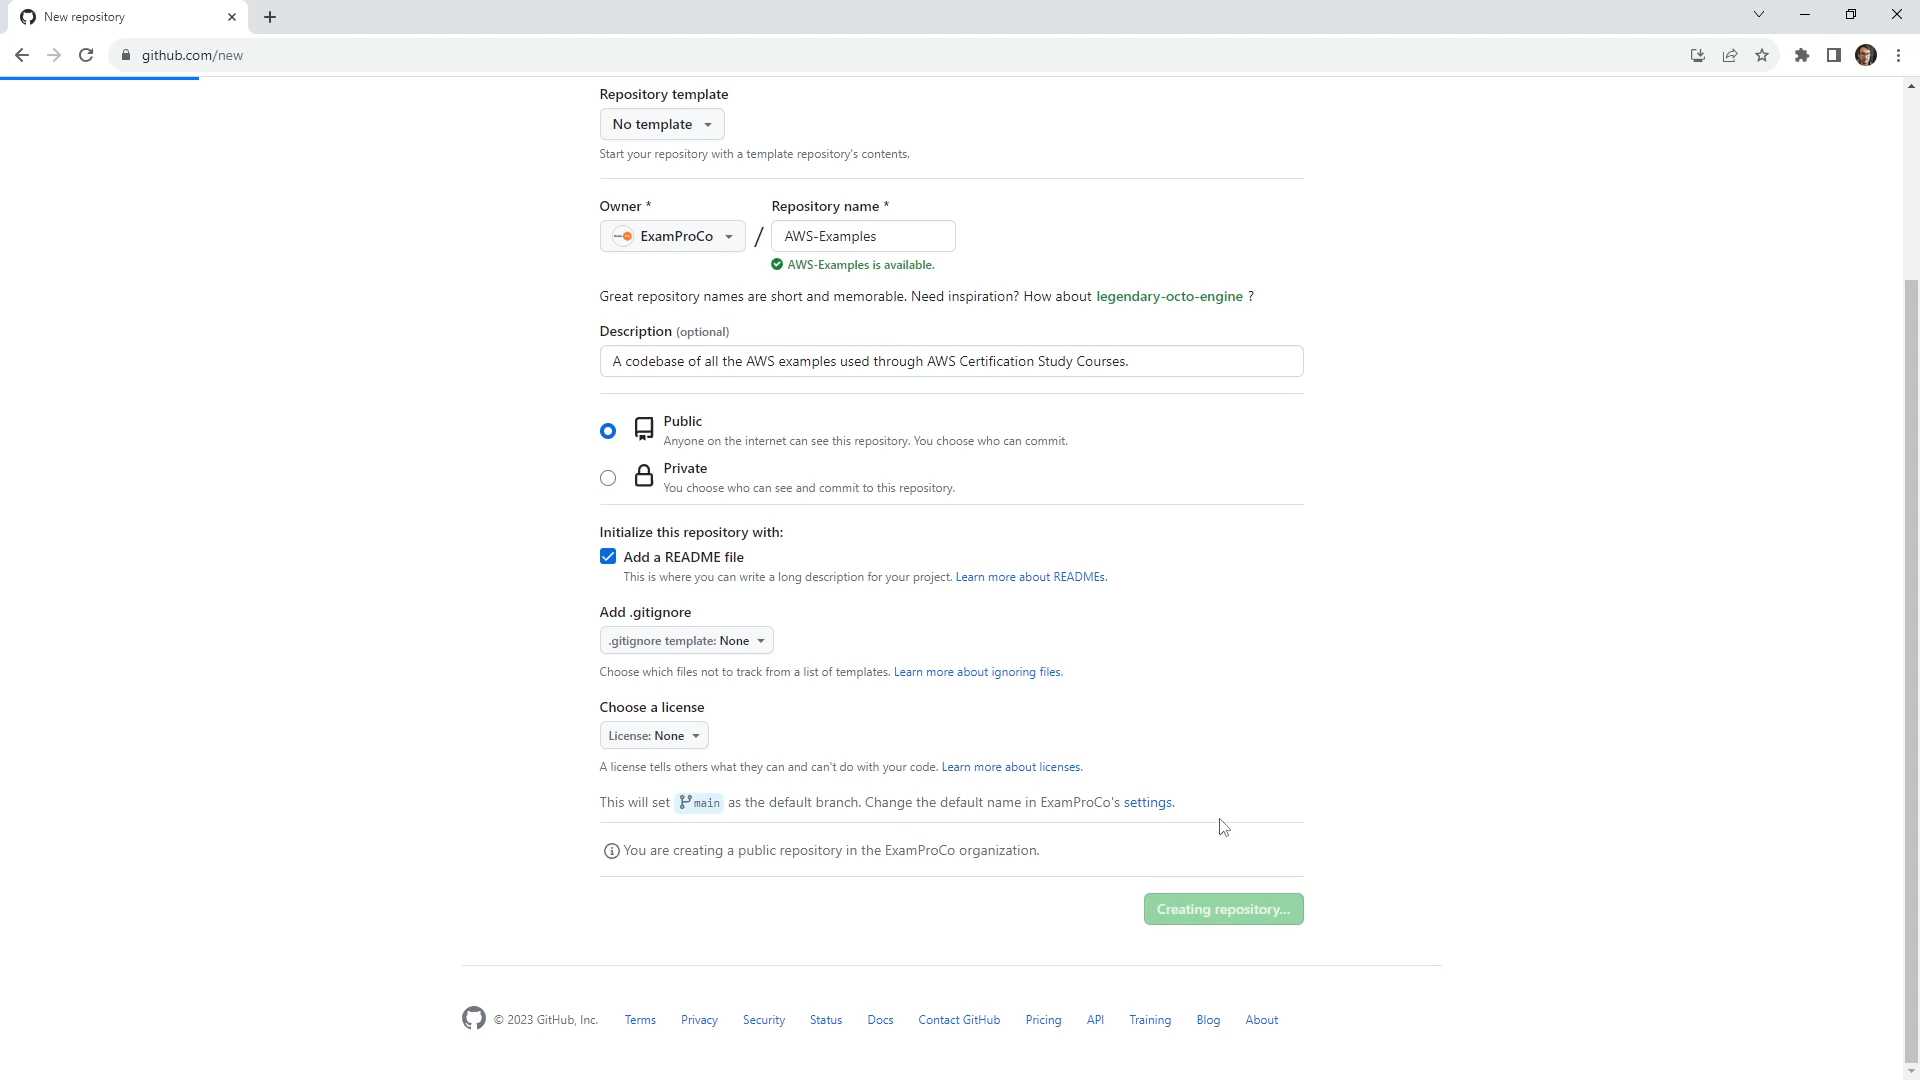 New repository
github.com/new
Repository template
No template
Start your repository with a template repository's contents.
Owner *
Repository name *
ExamProCo / AWS-Examples
AWS-Examples is available.
Great repository names are short and memorable. Need inspiration? How about legendary-octo-engine ?
Description (optional)
A codebase of all the AWS examples used through AWS Certification Study Courses.
Public
Anyone on the internet can see this repository. You choose who can commit.
Private
You choose who can see and commit to this repository.
Initialize this repository with:
Add a README file
This is where you can write a long description for your project. Learn more about READMEs.
Add .gitignore
.gitignore template: None
Choose which files not to track from a list of templates. Learn more about ignoring files.
Choose a license
License: None
A license tells others what they can and can't do with your code. Learn more about licenses.
This will set main as the default branch. Change the default name in ExamProCo's settings.
You are creating a public repository in the ExamProCo organization.
Creating repository...
© 2023 GitHub, Inc. Terms Privacy Security Status Docs Contact GitHub Pricing API Training Blog About